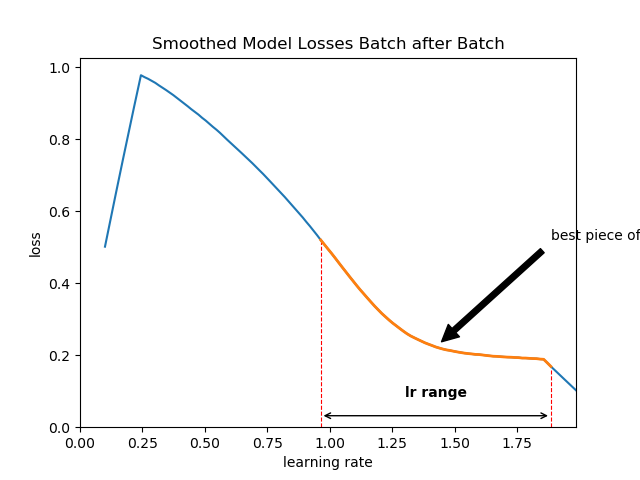 Smoothed Model Losses Batch after Batch
1.0
0.8
0.6
0.4
0.2
0.0
loss
best piece of
lr range
0.00 0.25 0.50 0.75 1.00 1.25 1.50 1.75
learning rate